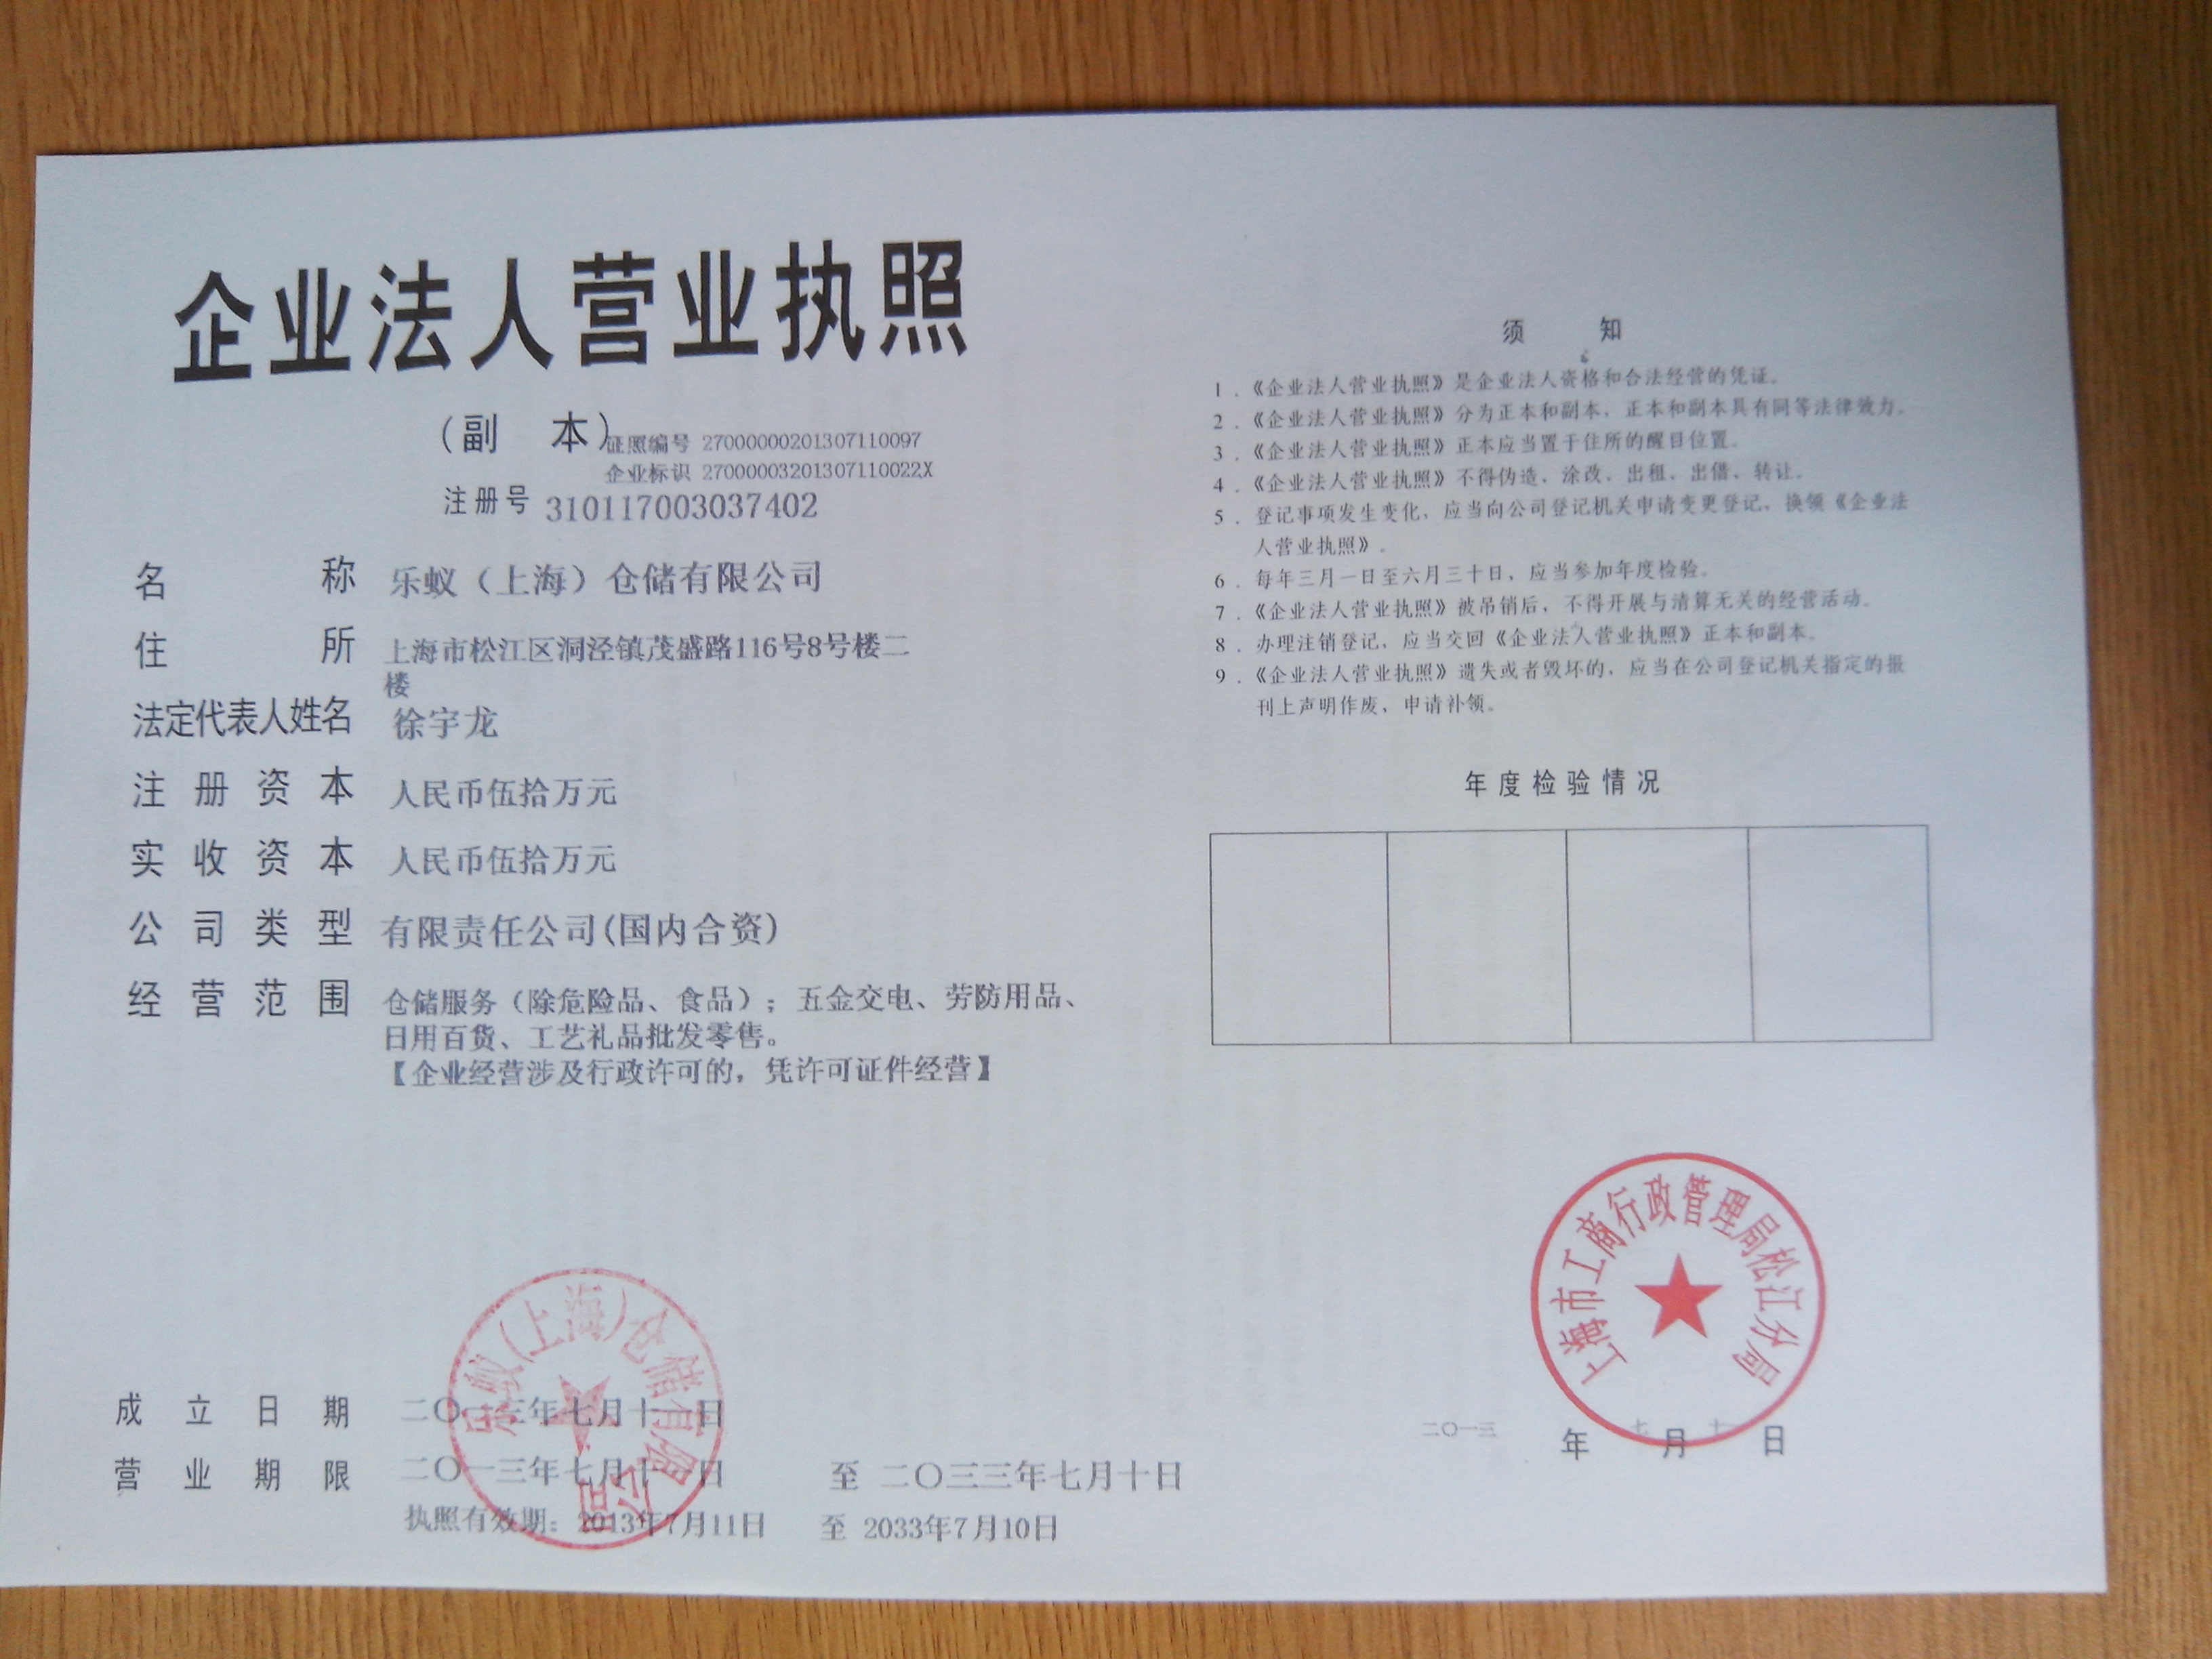 企业法人营业执照
（副 本）
证照编号 27000000201307110097
企业标识 27000003201307110022X
注册号 310117003037402
名称 乐蚁（上海）仓储有限公司
住所 上海市松江区洞泾镇茂盛路116号8号楼二
楼
法定代表人姓名 徐宇龙
注册资本 人民币伍拾万元
实收资本 人民币伍拾万元
公司类型 有限责任公司(国内合资)
经营范围 仓储服务（除危险品、食品）；五金交电、劳防用品、
日用百货、工艺礼品批发零售。
【企业经营涉及行政许可的，凭许可证件经营】
乐蚁(上海)仓储有限公司
成立日期 二〇一三年七月十一日
营业期限 二〇一三年七月十一日 至 二〇三三年七月十日
执照有效期：2013年7月11日 至 2033年7月10日
须 知
1．《企业法人营业执照》是企业法人资格和合法经营的凭证。
2．《企业法人营业执照》分为正本和副本，正本和副本具有同等法律效力。
3．《企业法人营业执照》正本应当置于住所的醒目位置。
4．《企业法人营业执照》不得伪造、涂改、出租、出借、转让。
5．登记事项发生变化，应当向公司登记机关申请变更登记，换领《企业法
人营业执照》。
6．每年三月一日至六月三十日，应当参加年度检验。
7．《企业法人营业执照》被吊销后，不得开展与清算无关的经营活动。
8．办理注销登记，应当交回《企业法人营业执照》正本和副本。
9．《企业法人营业执照》遗失或者毁坏的，应当在公司登记机关指定的报
刊上声明作废，申请补领。
年度检验情况
上海市工商行政管理局松江分局
二〇一三 年 七 月 十一 日